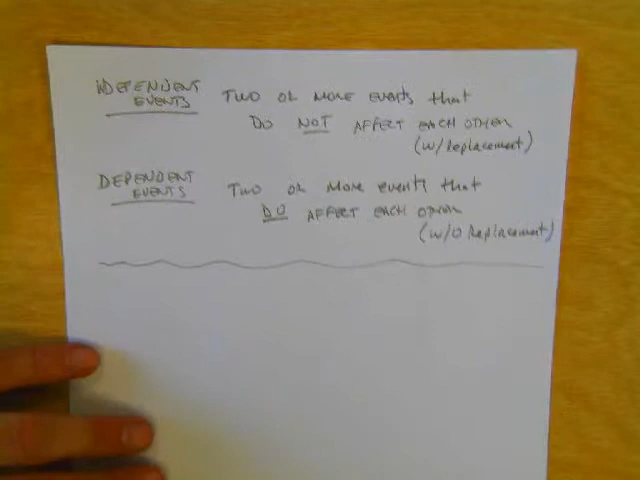 INDEPENDENT TWO OR MORE EVENTS that
EVENTS
DO NOT AFFECT EACH OTHER
(w/Replacement)
DEPENDENT TWO OR MORE EVENTS that
EVENTS
DO AFFECT EACH OTHER
(w/o Replacement)